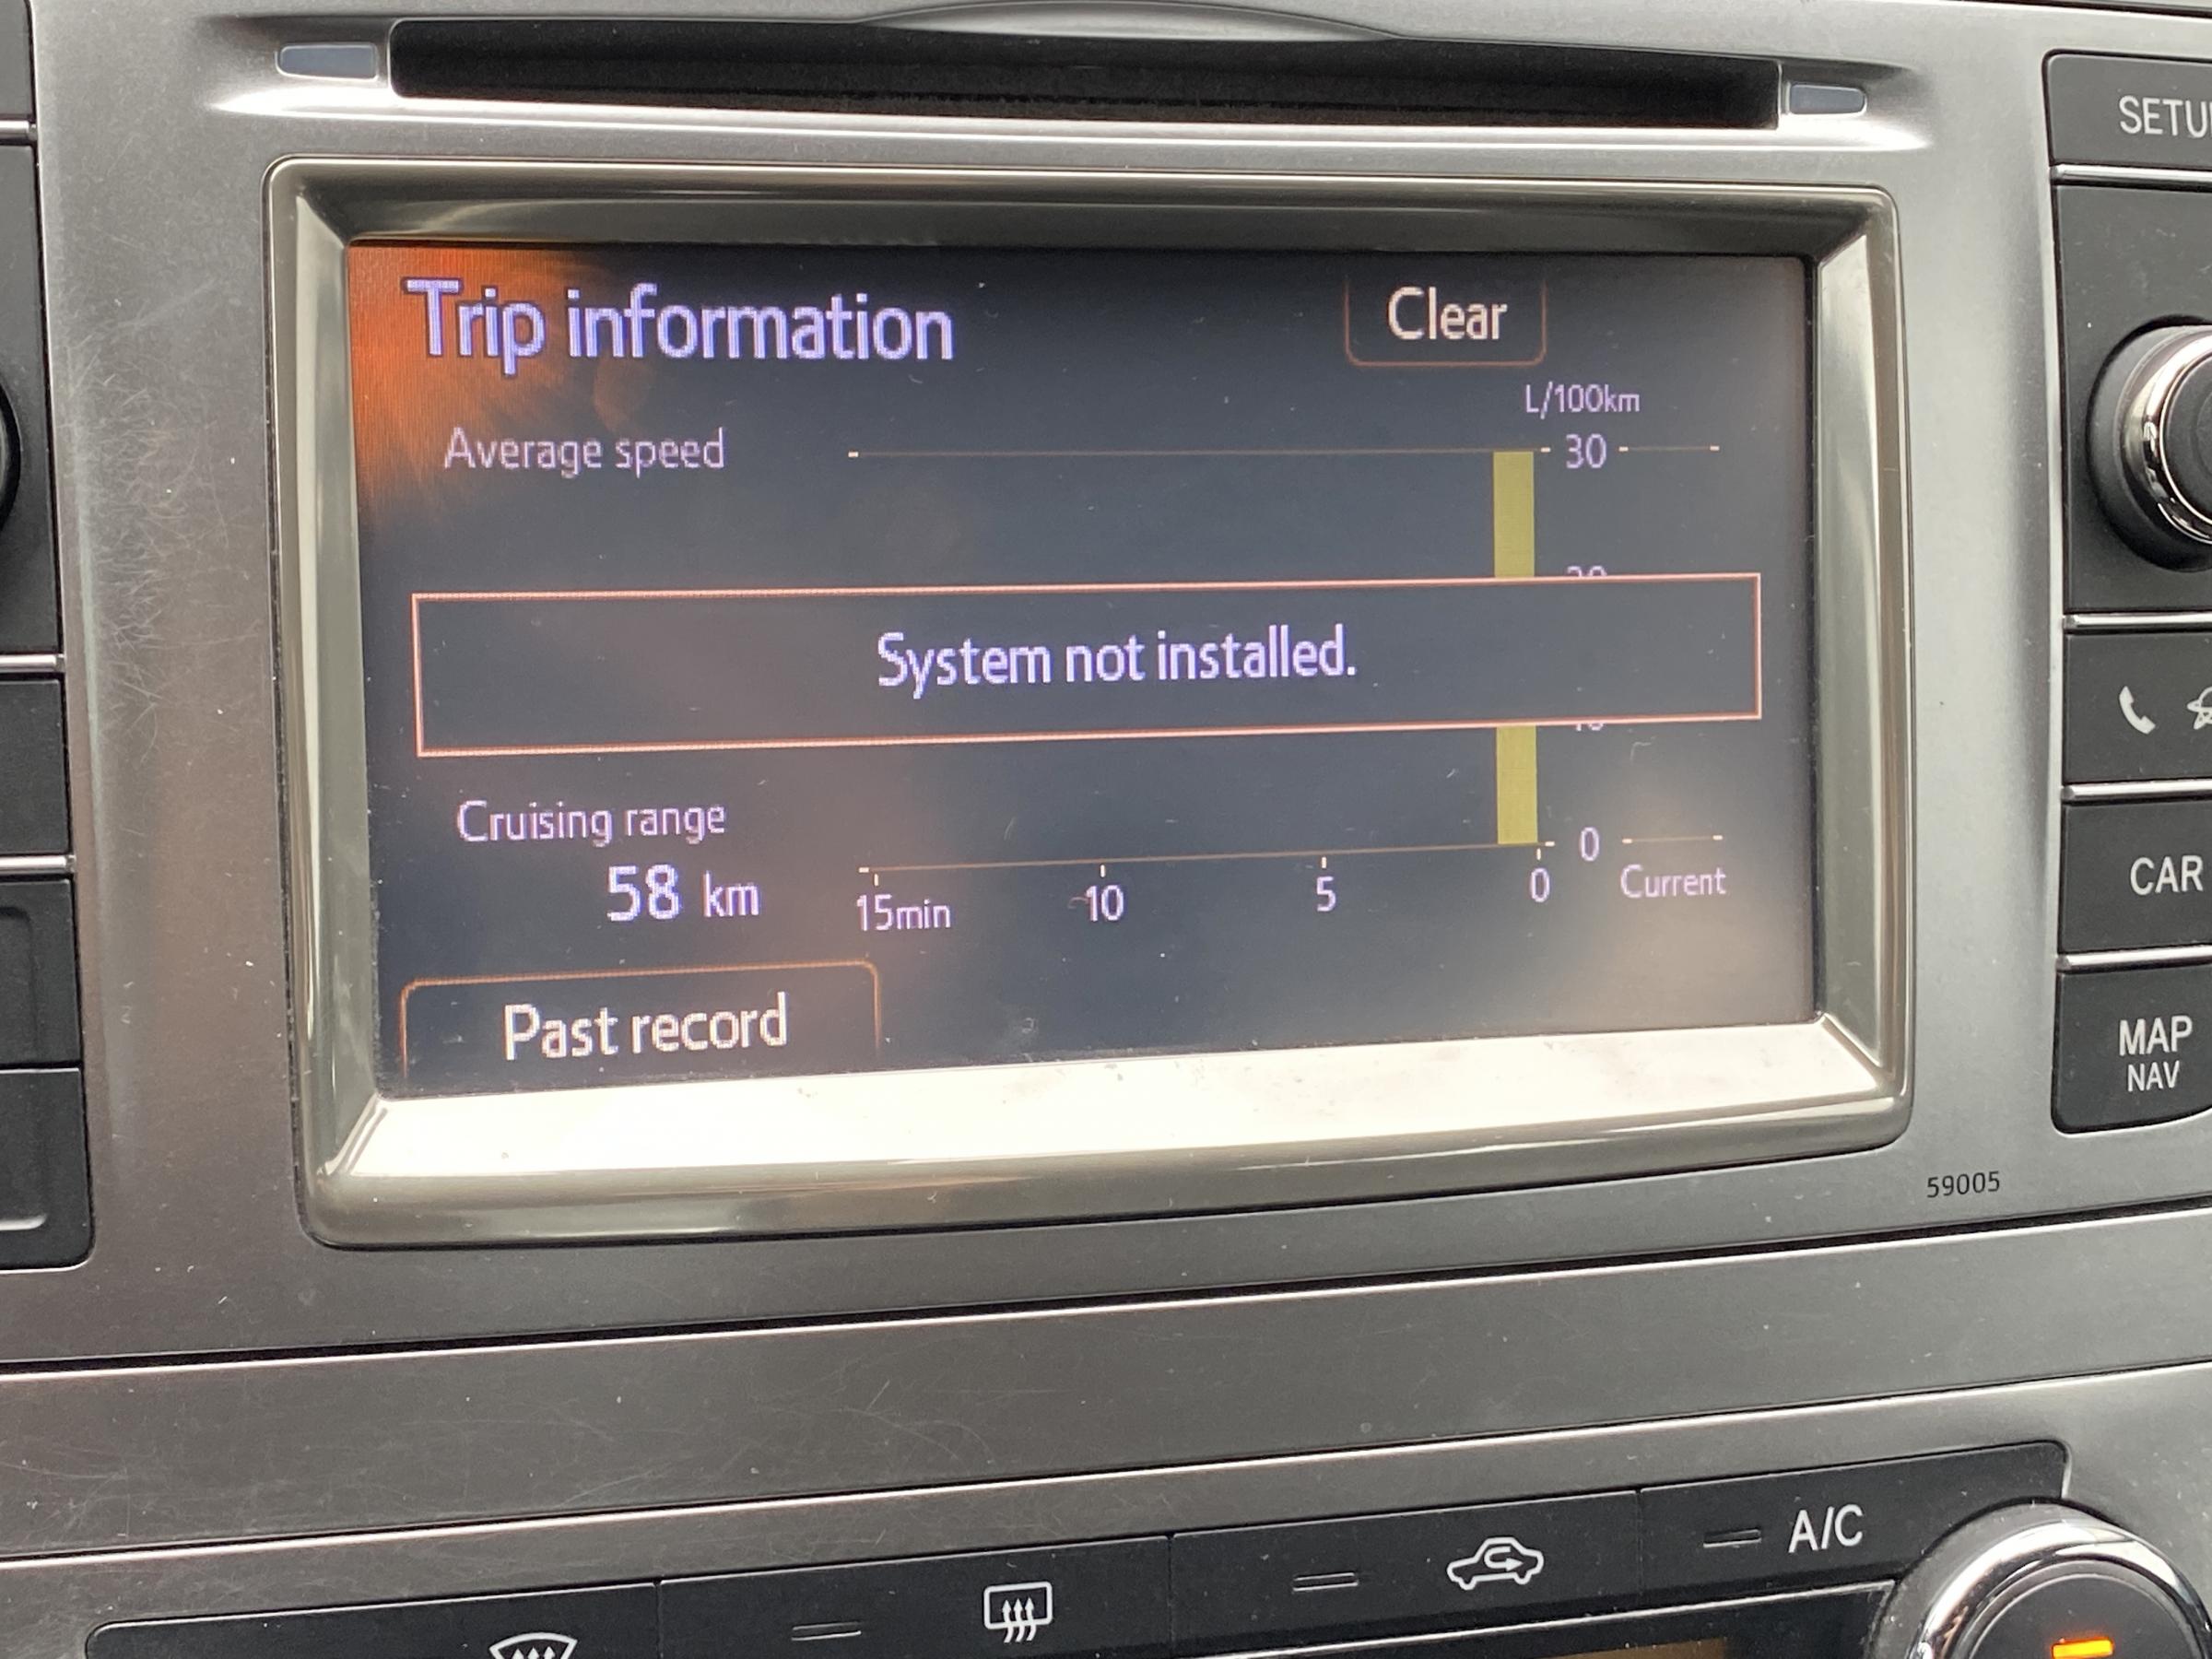 SETU
Trip information
Clear
L/100km
Average speed
30
System not installed.
Cruising range
58 km
0
15min
10
5
0
Current
Past record
CAR
MAP
NAV
59005
A/C